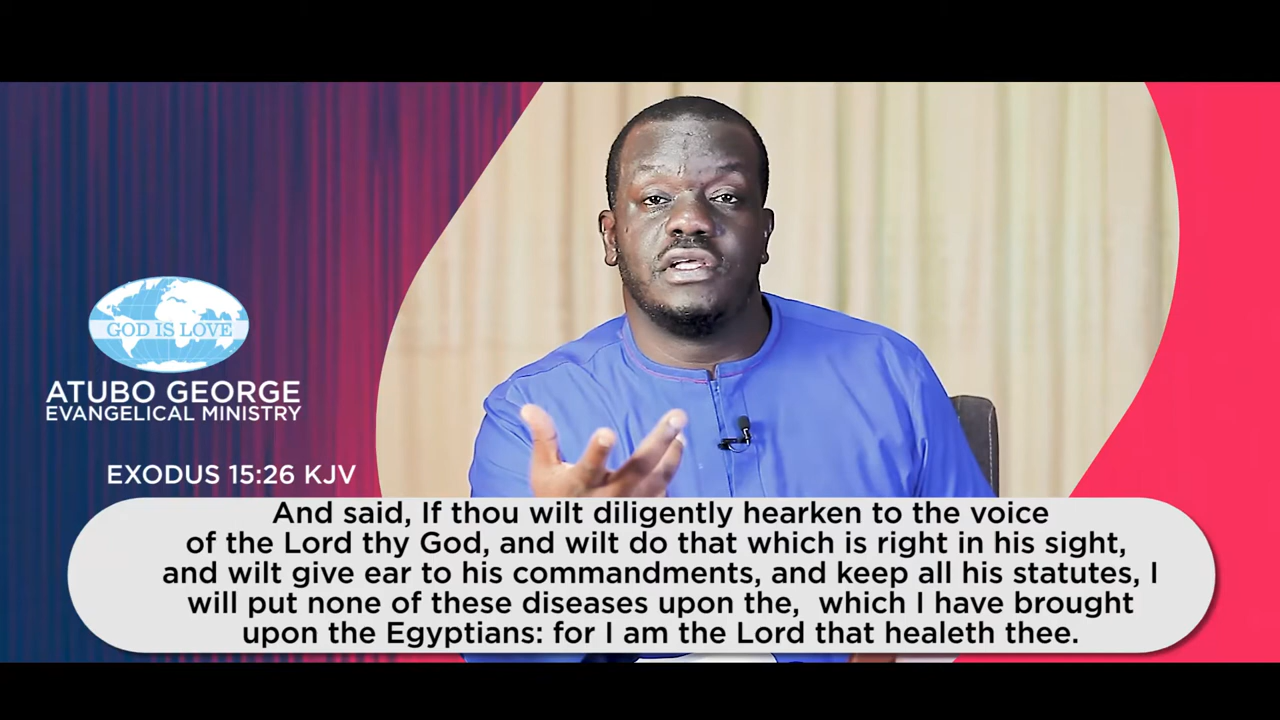 GOD IS LOVE
ATUBO GEORGE
EVANGELICAL MINISTRY
EXODUS 15:26 KJV
And said, If thou wilt diligently hearken to the voice
of the Lord thy God, and wilt do that which is right in his sight,
and wilt give ear to his commandments, and keep all his statutes, I
will put none of these diseases upon the, which I have brought
upon the Egyptians: for I am the Lord that healeth thee.